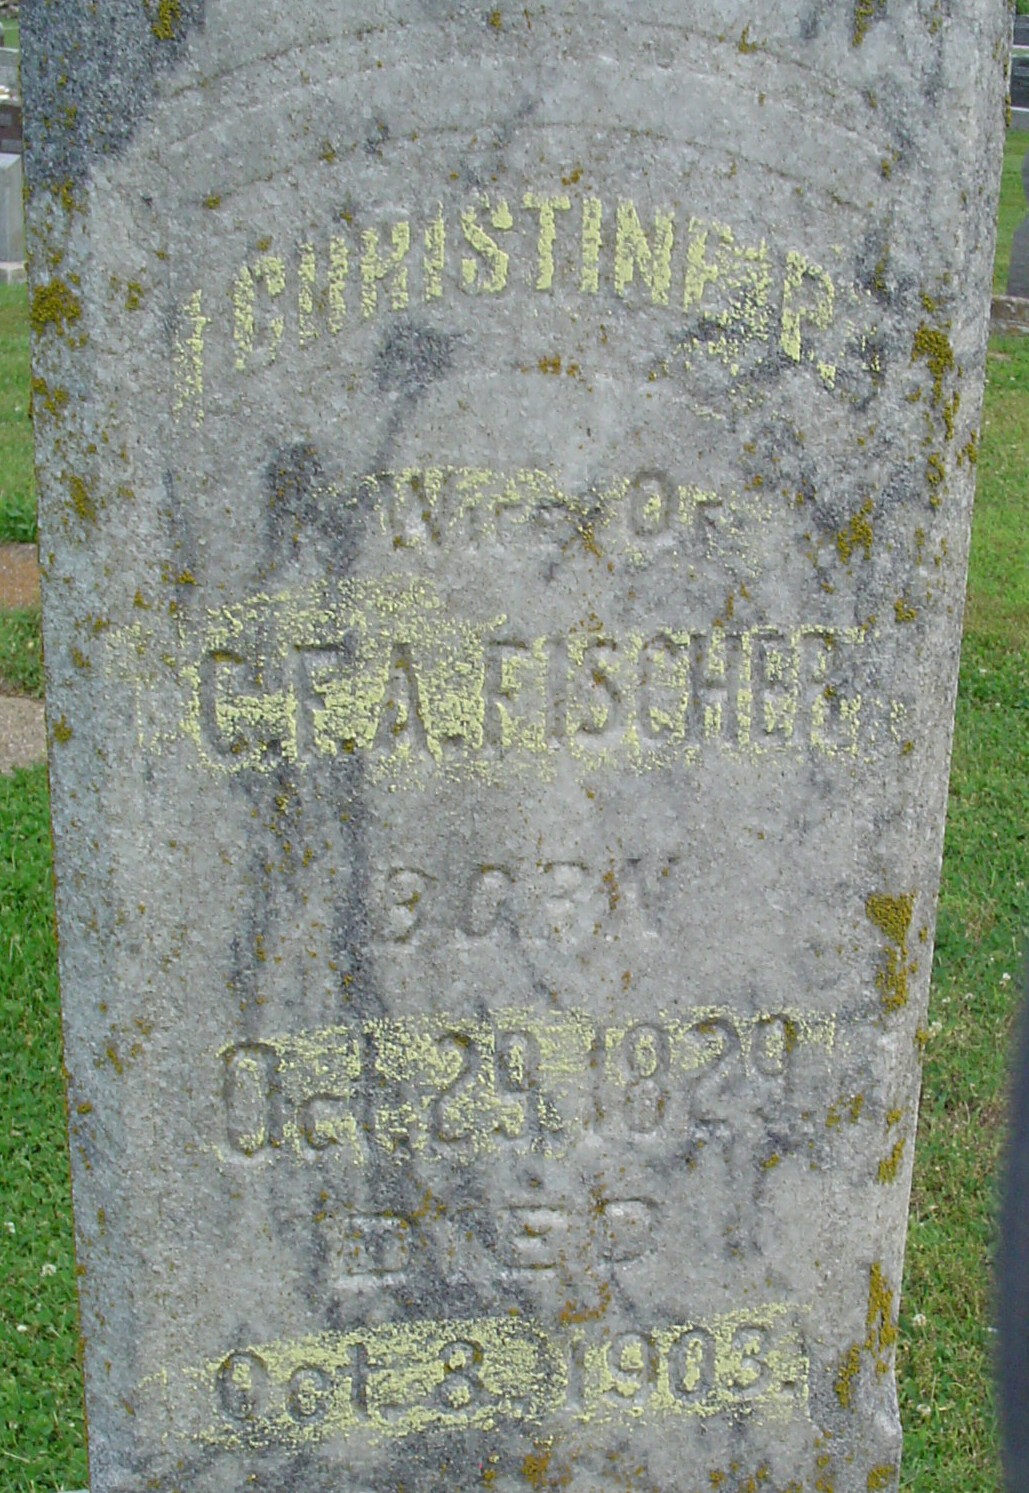 CHRISTINE P.
Wife Of
C.F.A. FISCHER
BORN
Oct. 29, 1829.
DIED
Oct. 8, 1903.